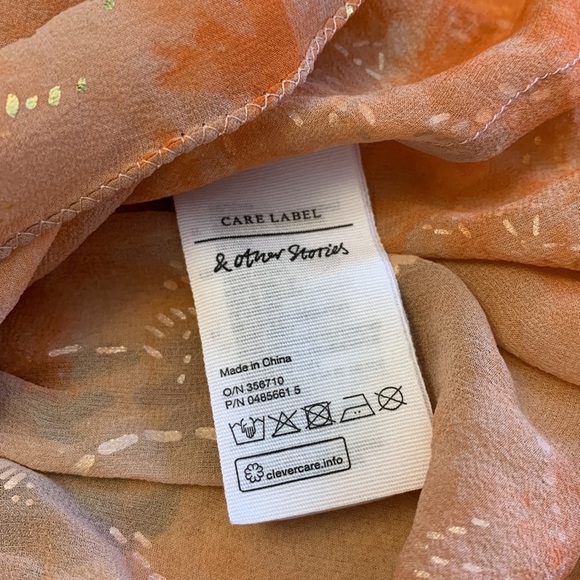 CARE LABEL
& other Stories
Made in China
O/N 356710
P/N 0485661 5
clevercare.info